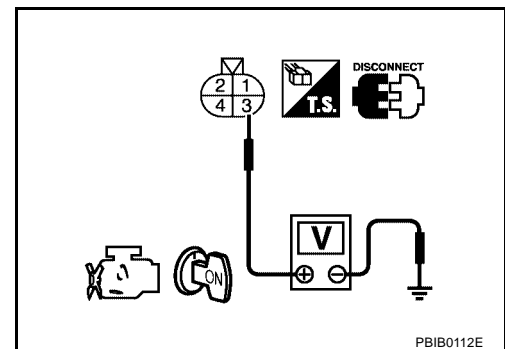 DISCONNECT
2 1
4 3
T.S.
V
ON
PBIB0112E